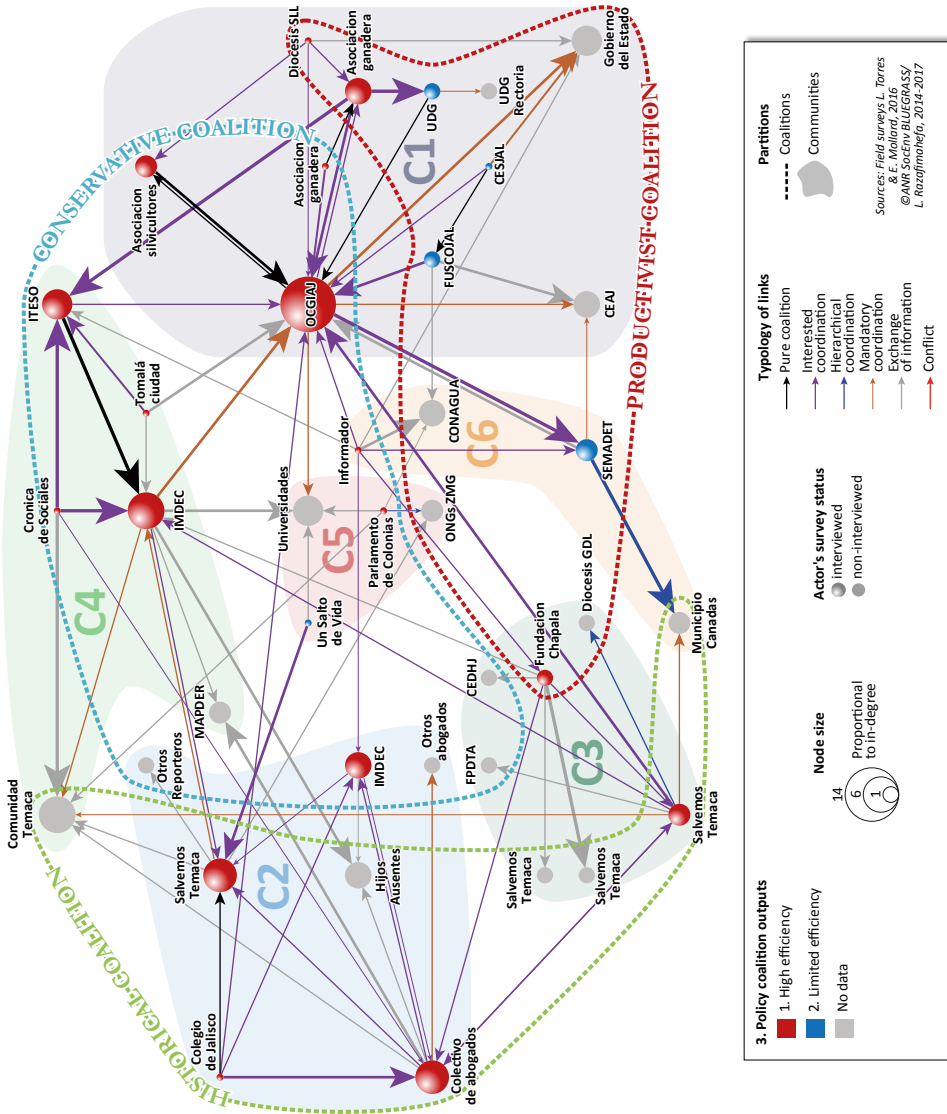 HISTORICAL COALITION
CONSERVATIVE COALITION
PRODUCTIVIST COALITION
C4
C2
C5
C3
C6
C1
Comunidad
Temaca
Cronica
de Sociales
ITESO
Tomalá
ciudad
IMDEC
MAPDER
Otros
Reporteros
Colegio
de Jalisco
Salvemos
Temaca
IMDEC
Hijos
Ausentes
Otros
abogados
Colectivo
de abogados
Un Salto
de Vida
Universidades
Parlamento
de Colonias
ONGs ZMG
Informador
CONAGUA
SEMADET
Municipio
Canadas
CEDHJ
FPDTA
Fundacion
Chapala
Diocesis GDL
Salvemos
Temaca
Salvemos
Temaca
Salvemos
Temaca
Asociacion
silvicultores
Diocesis SLL
Asociacion
ganadera
OCGIAJ
Asociacion
ganadera
UDG
UDG
Rectoria
CESJAL
FUSCOJAL
CEAJ
Gobierno
del Estado
3. Policy coalition outputs
1. High efficiency
2. Limited efficiency
No data
Node size
14
6
1
Proportional
to in-degree
Actor's survey status
interviewed
non-interviewed
Typology of links
Pure coalition
Interested
coordination
Hierarchical
coordination
Mandatory
coordination
Exchange
of information
Conflict
Partitions
Coalitions
Communities
Sources: Field surveys L. Torres
& E. Mollard, 2016
©ANR SocEnv BLUEGRASS/
L. Razafimahefa, 2014-2017